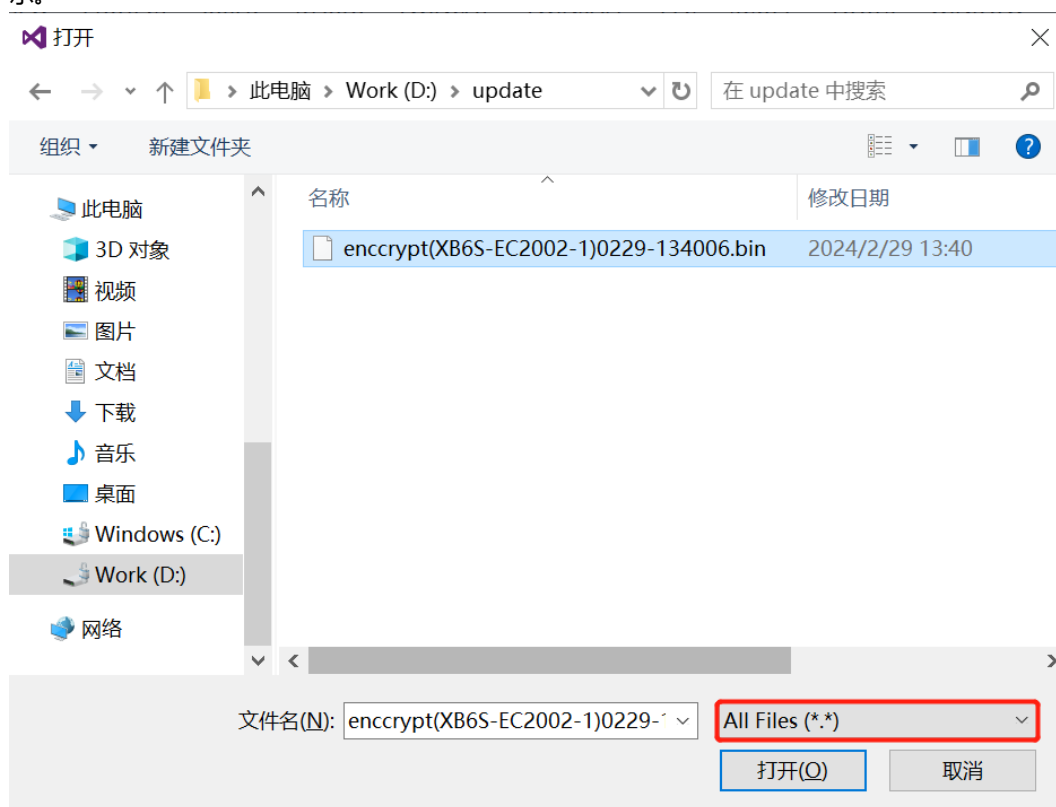 示。
打开
此电脑 > Work (D:) > update
在 update 中搜索
组织
新建文件夹
名称
修改日期
此电脑
3D 对象
视频
图片
文档
下载
音乐
桌面
Windows (C:)
Work (D:)
网络
enccrypt(XB6S-EC2002-1)0229-134006.bin
2024/2/29 13:40
文件名(N):
enccrypt(XB6S-EC2002-1)0229-
All Files (*.*)
打开(O)
取消